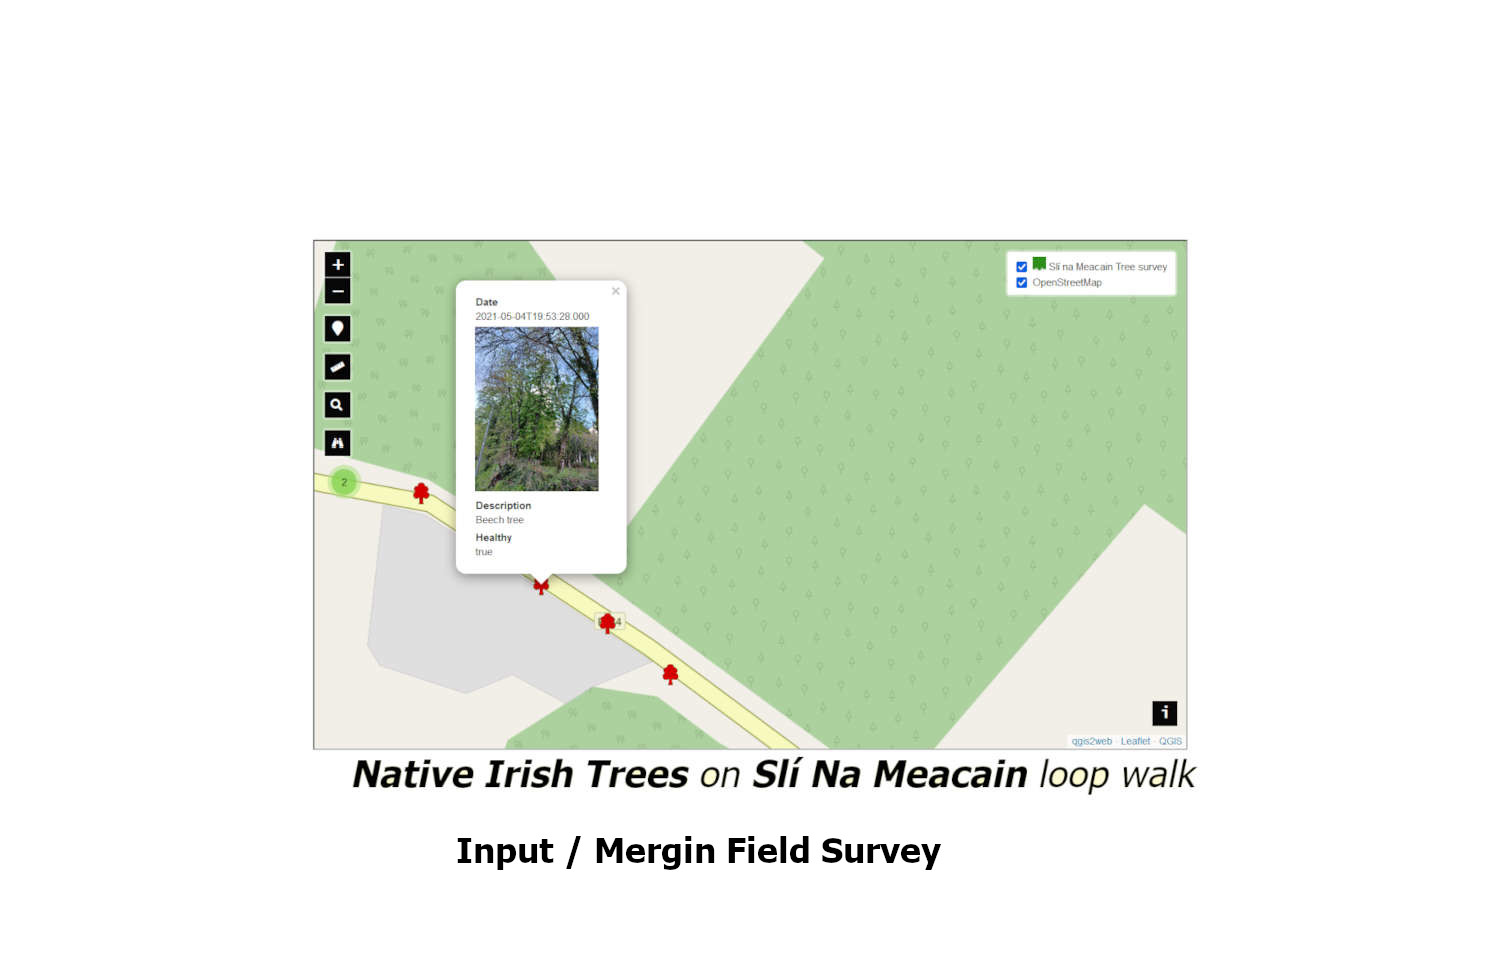 +
−
Slí na Meacain Tree survey
OpenStreetMap
×
Date
2021-05-04T19:53:28.000
Description
Beech tree
Healthy
true
2
i
qgis2web · Leaflet · QGIS
Native Irish Trees on Slí Na Meacain loop walk
Input / Mergin Field Survey